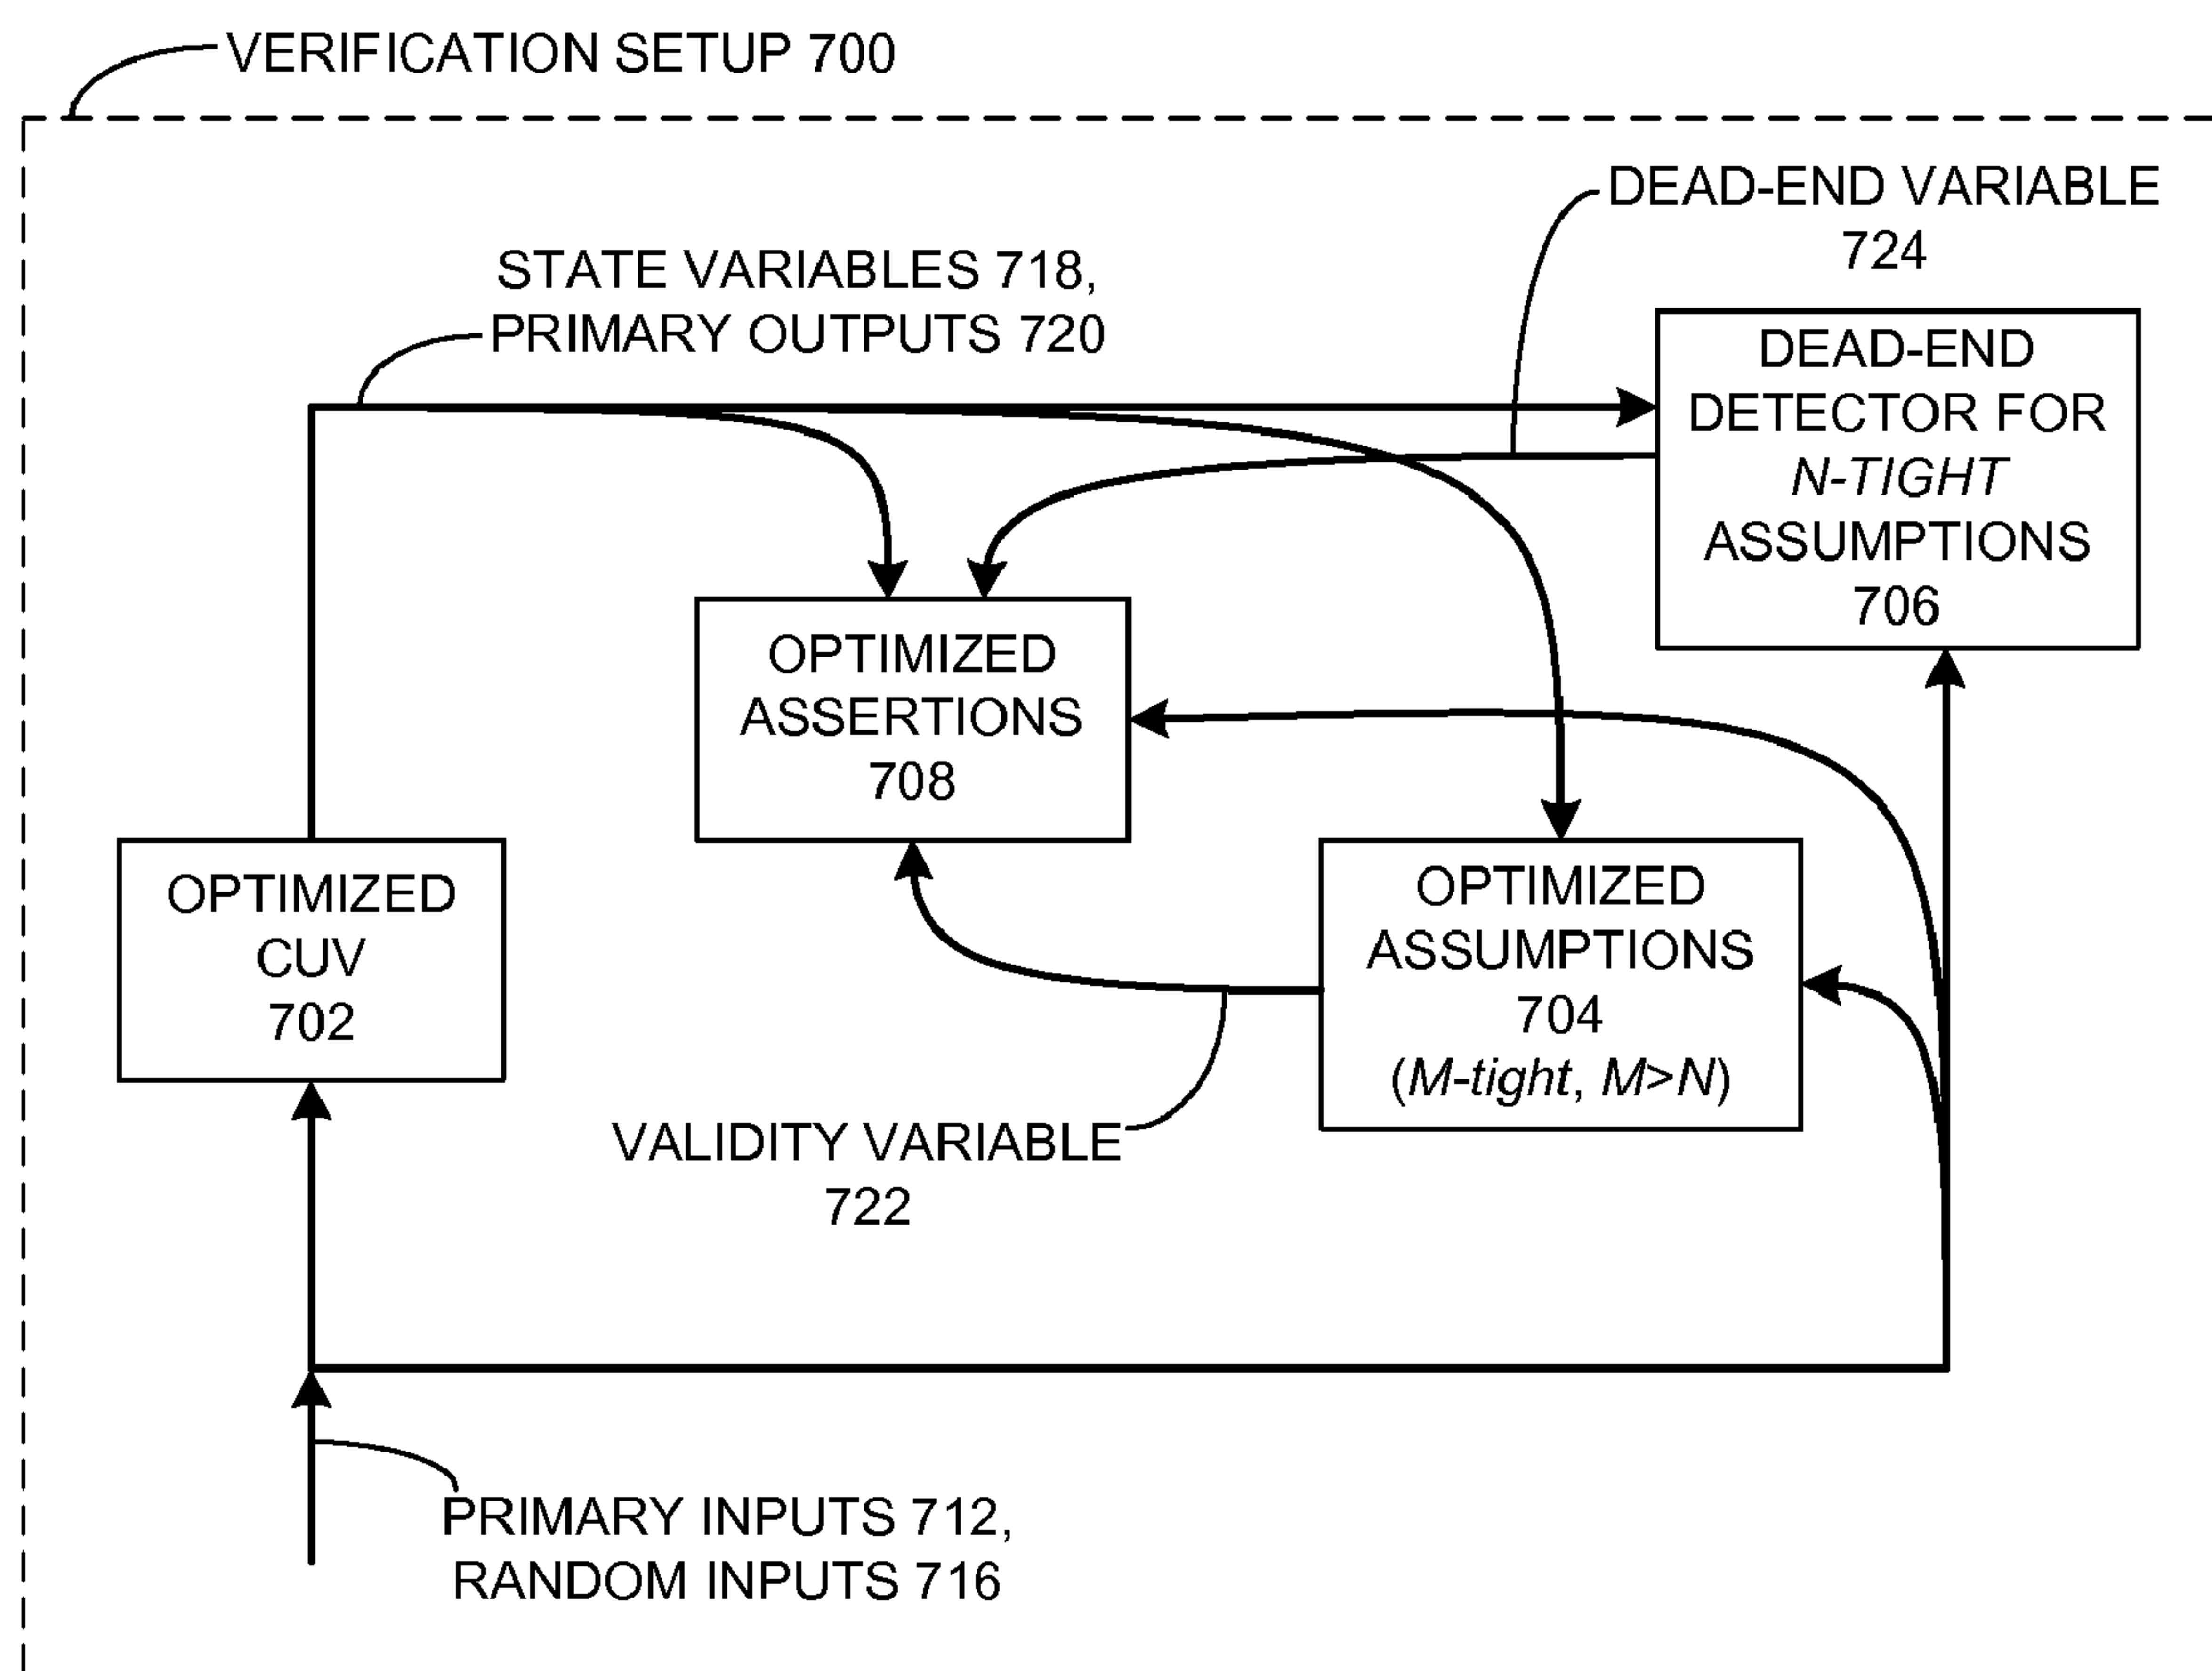 VERIFICATION SETUP 700
DEAD-END VARIABLE
724
STATE VARIABLES 718,
PRIMARY OUTPUTS 720
DEAD-END
DETECTOR FOR
N-TIGHT
ASSUMPTIONS
706
OPTIMIZED
ASSERTIONS
708
OPTIMIZED
CUV
702
OPTIMIZED
ASSUMPTIONS
704
(M-tight, M>N)
VALIDITY VARIABLE
722
PRIMARY INPUTS 712,
RANDOM INPUTS 716